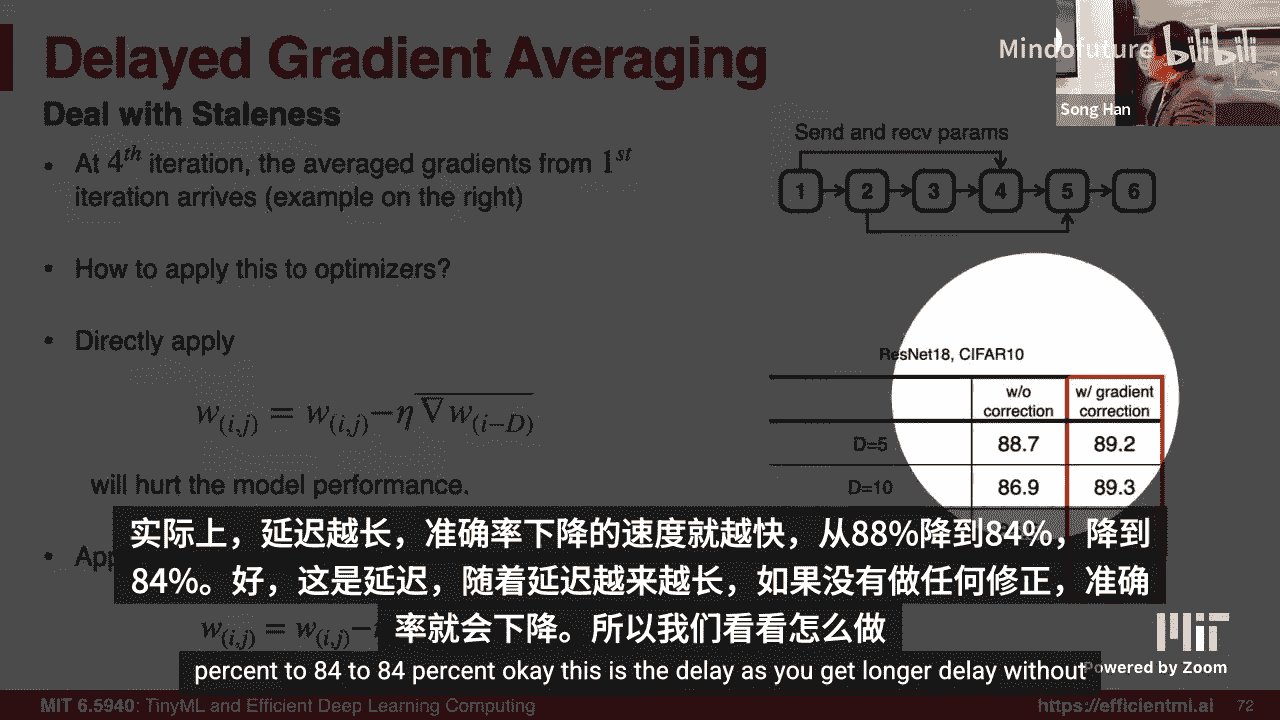 Delayed Gradient Averaging
Mindofuture bilibili
Song Han
Deal with Staleness
Send and recv params
• At 4th iteration, the averaged gradients from 1st
iteration arrives (example on the right)
1 2 3 4 5 6
• How to apply this to optimizers?
• Directly apply
ResNet18, CIFAR10
w/o correction w/ gradient correction
w(i,j) = w(i,j)−η∇w(i−D)
D=5 88.7 89.2
will hurt the model performance.
D=10 86.9 89.3
实际上，延迟越长，准确率下降的速度就越快，从88%降到84%，降到
84%。好，这是延迟，随着延迟越来越长，如果没有做任何修正，准确
率就会下降。所以我们看看怎么做
w(i,j) = w(i,j)−
percent to 84 to 84 percent okay this is the delay as you get longer delay without
MIT
Powered by Zoom
MIT 6.5940: TinyML and Efficient Deep Learning Computing
https://efficientml.ai 72